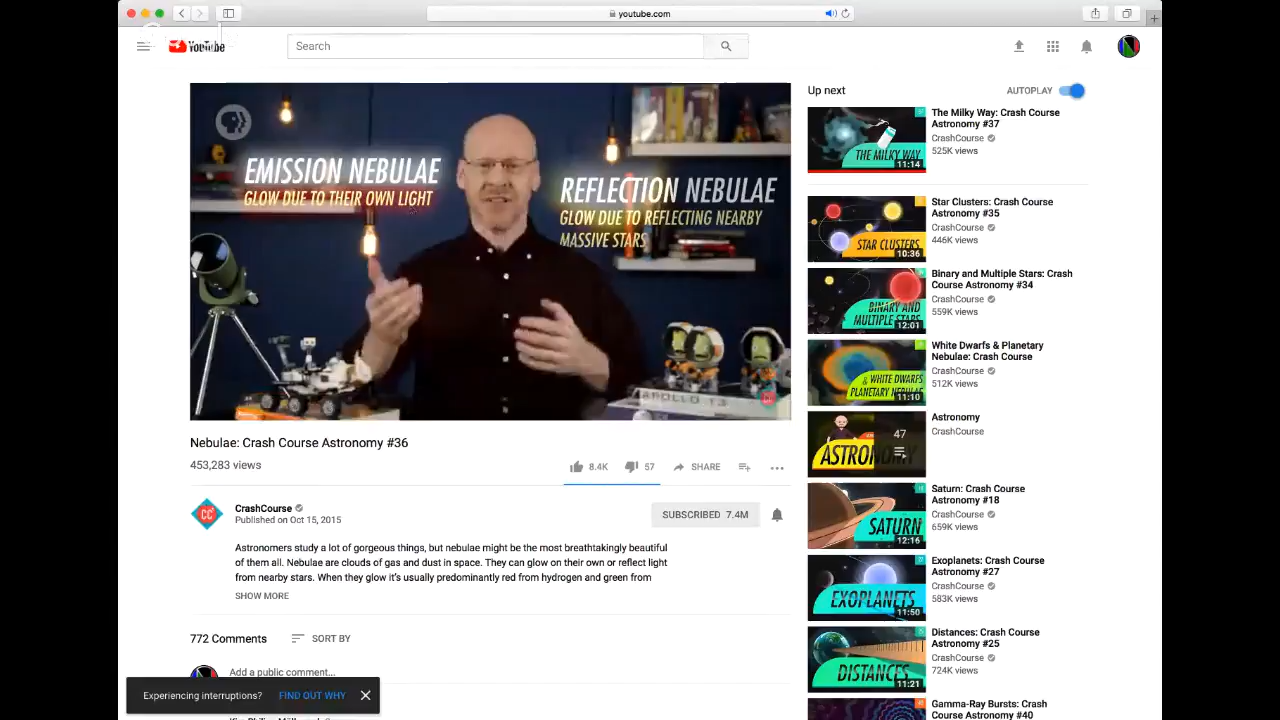 youtube.com
YouTube
Search
EMISSION NEBULAE
GLOW DUE TO THEIR OWN LIGHT
REFLECTION NEBULAE
GLOW DUE TO REFLECTING NEARBY
MASSIVE STARS
APOLLO 13
CC
Nebulae: Crash Course Astronomy #36
453,283 views
8.4K
57
SHARE
CC
CrashCourse
Published on Oct 15, 2015
SUBSCRIBED 7.4M
Astronomers study a lot of gorgeous things, but nebulae might be the most breathtakingly beautiful
of them all. Nebulae are clouds of gas and dust in space. They can glow on their own or reflect light
from nearby stars. When they glow it's usually predominantly red from hydrogen and green from
SHOW MORE
772 Comments
SORT BY
Add a public comment...
Experiencing interruptions? FIND OUT WHY
Up next
AUTOPLAY
THE MILKY WAY
11:14
The Milky Way: Crash Course
Astronomy #37
CrashCourse
525K views
STAR CLUSTERS
10:36
Star Clusters: Crash Course
Astronomy #35
CrashCourse
446K views
BINARY AND
MULTIPLE STARS
12:01
Binary and Multiple Stars: Crash
Course Astronomy #34
CrashCourse
559K views
& WHITE DWARFS
PLANETARY NEBULAE
11:10
White Dwarfs & Planetary
Nebulae: Crash Course
CrashCourse
512K views
ASTRONOMY
47
Astronomy
CrashCourse
SATURN
12:16
Saturn: Crash Course
Astronomy #18
CrashCourse
659K views
EXOPLANETS
11:50
Exoplanets: Crash Course
Astronomy #27
CrashCourse
583K views
DISTANCES
11:21
Distances: Crash Course
Astronomy #25
CrashCourse
724K views
Gamma-Ray Bursts: Crash
Course Astronomy #40